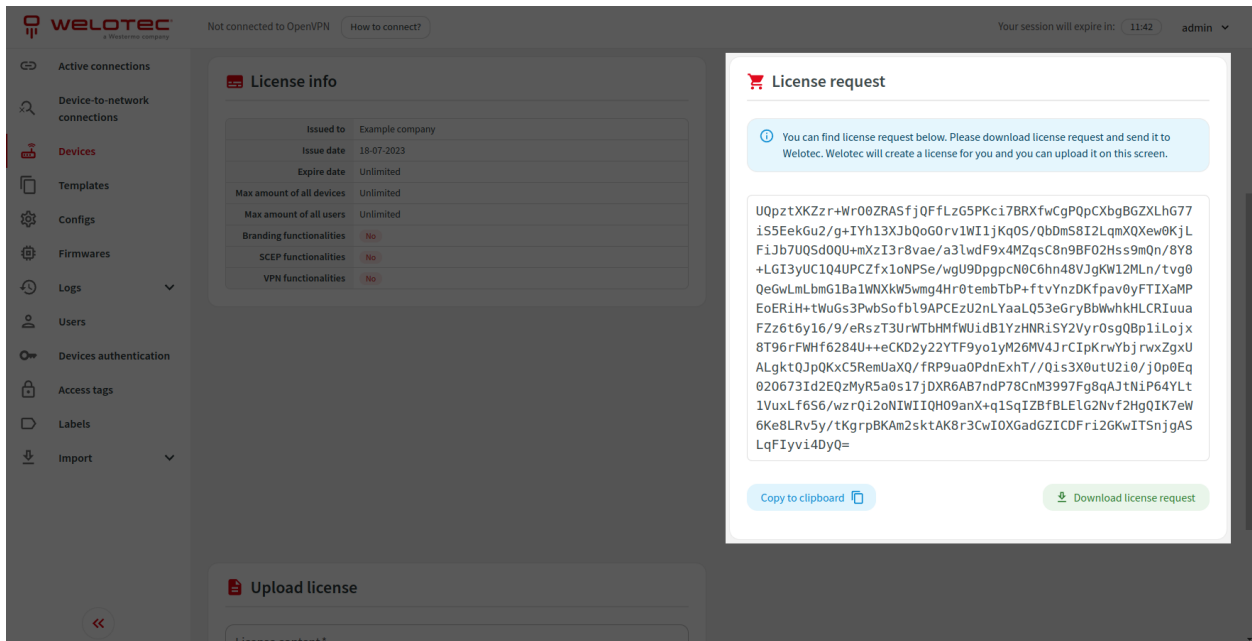 WELOTEC
a Westermo company
Not connected to OpenVPN
How to connect?
Your session will expire in:
11:42
admin
Active connections
Device-to-network
connections
Devices
Templates
Configs
Firmwares
Logs
Users
Devices authentication
Access tags
Labels
Import
License info
Issued to Example company
Issue date 18-07-2023
Expire date Unlimited
Max amount of all devices Unlimited
Max amount of all users Unlimited
Branding functionalities No
SCEP functionalities No
VPN functionalities No
License request
You can find license request below. Please download license request and send it to
Welotec. Welotec will create a license for you and you can upload it on this screen.
UQpztXKZzr+WrO0ZRASfjQFfLzG5PKci7BRXfwCgPQpCXbgBGZXLhG77
iS5EekGu2/g+IYh13XJbQoGOrv1WI1jKqOS/QbDmS8I2LqmXQXew0KjL
FiJb7UQSdOQU+mXzI3r8vae/a3lwdF9x4MZqsC8n9BFO2Hss9mQn/8Y8
+LGI3yUC1Q4UPCZfx1oNPSe/wgU9DpgpcN0C6hn48VJgKW12MLn/tvg0
QeGwLmLbmG1Ba1WNXkW5wmg4Hr0tembTbP+ftvYnzDKfpav0yFTIXaMP
EoERiH+tWuGs3PwbSofbl9APCEzU2nLYaaLQ53eGryBbWwhkHLCRIuua
FZz6t6y16/9/eRszT3UrWTbHMfWUidB1YzHNRiSY2VyrOsgQBp1iLojx
8T96rFWHf6284U++eCKD2y22YTF9yo1yM26MV4JrCIpKrwYbjrwxZgxU
ALgktQJpQKxC5RemUaXQ/fRP9uaOPdnExhT//Qis3X0utU2i0/jOp0Eq
02O673Id2EQzMyR5a0s17jDXR6AB7ndP78CnM3997Fg8qAJtNiP64YLt
1VuxLf6S6/wzrQi2oNIWIIQHO9anX+q1SqIZBfBLElG2Nvf2HgQIK7eW
6Ke8LRv5y/tKgrpBKAm2sktAK8r3CwIOXGadGZICDFri2GKwITSnjgAS
LqFIyvi4DyQ=
Copy to clipboard
Download license request
Upload license
License content *